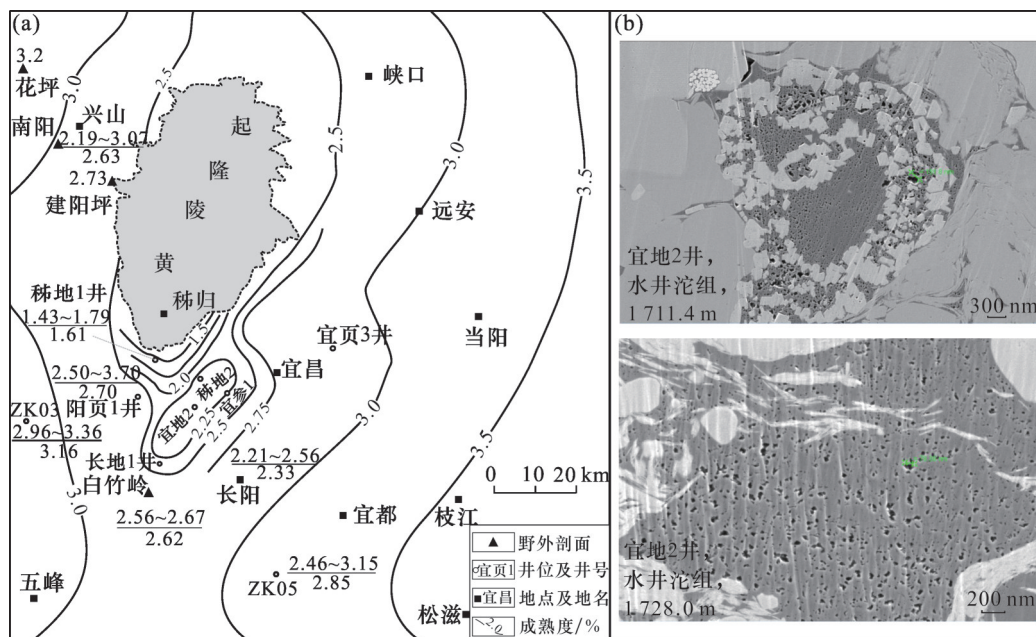 (a)
3.2
花坪
3.0
2.5
南阳
兴山
2.19~3.07
2.63
2.73
建阳坪
起
隆
陵
黄
秭归
峡口
2.5
3.0
3.5
远安
当阳
秭地1井
1.43~1.79
1.61
1.5
2.0
宜页3井
宜昌
2.50~3.70
2.70
阳页1井
ZK03
2.96~3.36
3.16
秭地2
宜参1
宜地2
2.25
2.5
2.75
3.0
3.5
长地1井
白竹岭
2.21~2.56
2.33
长阳
3.0
2.56~2.67
2.62
0 10 20 km
宜都
枝江
五峰
2.46~3.15
2.85
ZK05
松滋
野外剖面
宜页1 井位及井号
宜昌 地点及地名
2.0 成熟度/%
(b)
宜地2井,
水井沱组,
1 711.4 m
300 nm
宜地2井,
水井沱组,
1 728.0 m
200 nm